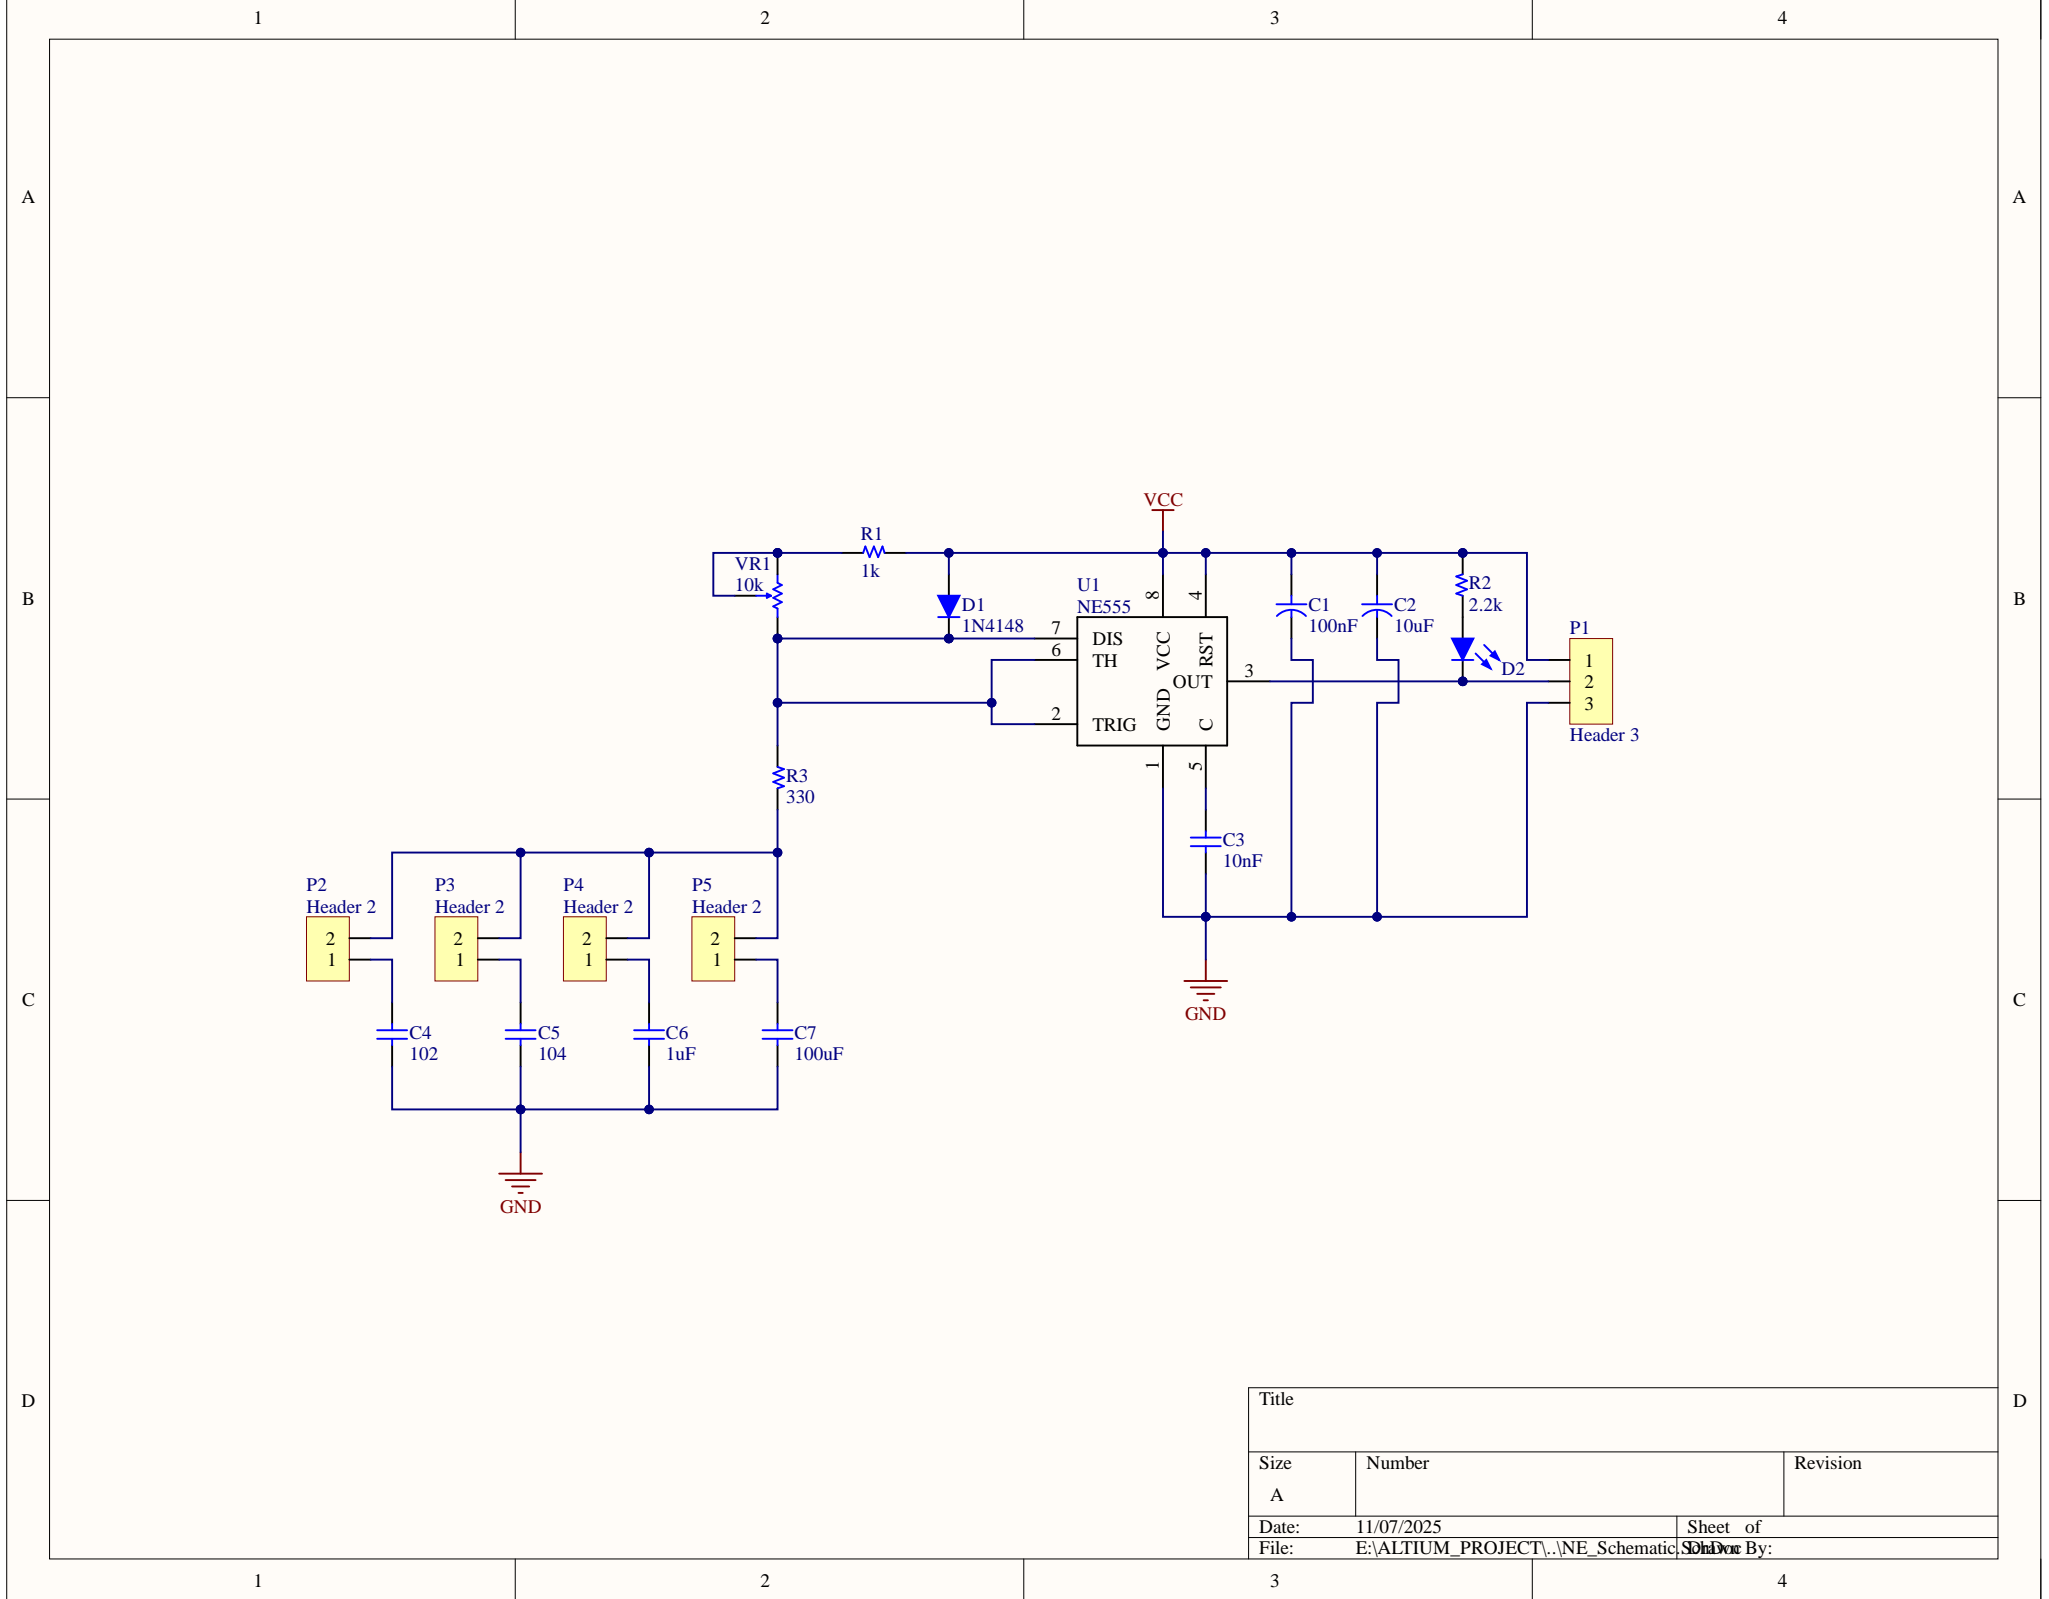 1 2 3 4
A A
VCC
R1
1k
VR1
10k
D1
1N4148
U1
NE555
7 DIS
6 TH
2 TRIG
8 VCC
4 RST
OUT 3
GND 1
C 5
C1
100nF
C2
10uF
R2
2.2k
D2
P1
1
2
3
Header 3
B B
R3
330
C3
10nF
GND
P2
Header 2
2
1
P3
Header 2
2
1
P4
Header 2
2
1
P5
Header 2
2
1
C C
C4
102
C5
104
C6
1uF
C7
100uF
GND
D D
Title
Size Number Revision
A
Date: 11/07/2025 Sheet of
File: E:\ALTIUM_PROJECT\..\NE_Schematic.SchDoc Drawn By:
1 2 3 4